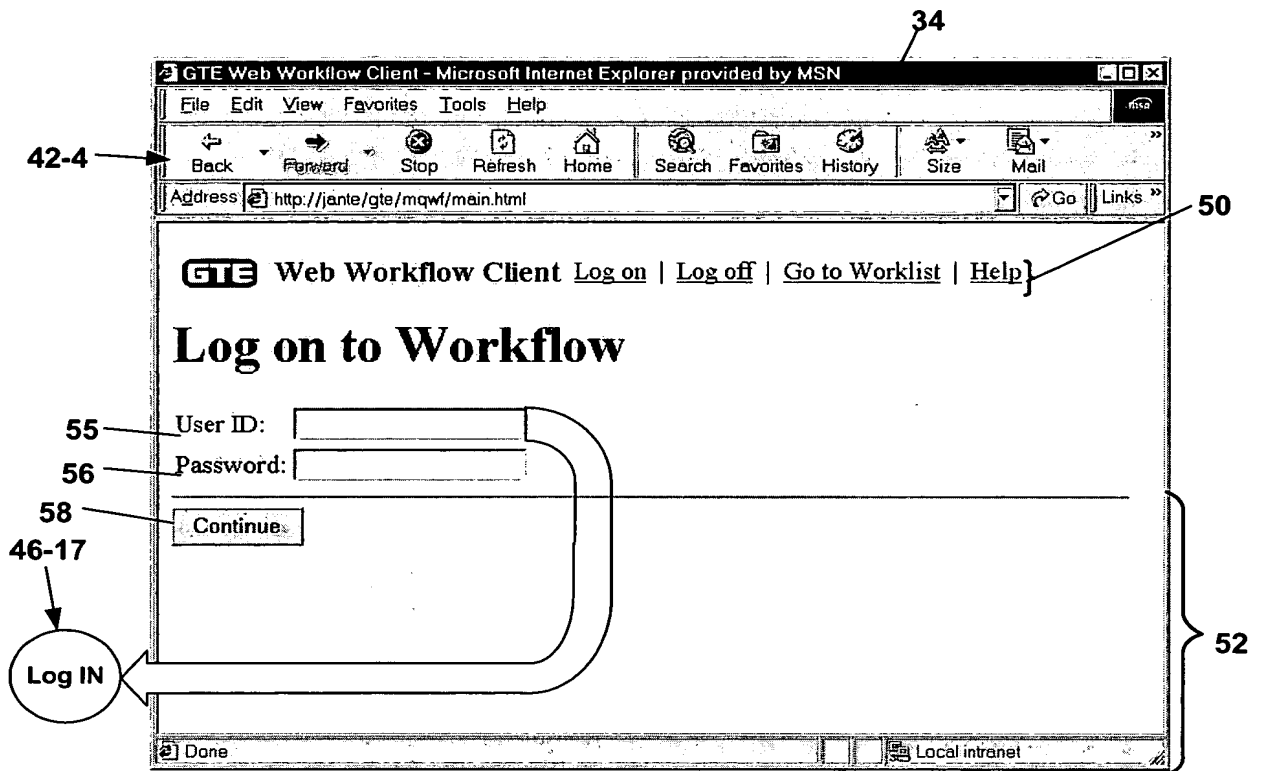 34
GTE Web Workflow Client - Microsoft Internet Explorer provided by MSN
File Edit View Favorites Tools Help
msn
42-4
Back Forward Stop Refresh Home Search Favorites History Size Mail »
Address http://jante/gte/mqwf/main.html Go Links »
50
GTE Web Workflow Client Log on | Log off | Go to Worklist | Help
Log on to Workflow
55 User ID:
56 Password:
58 Continue
46-17
Log IN
52
Done Local intranet